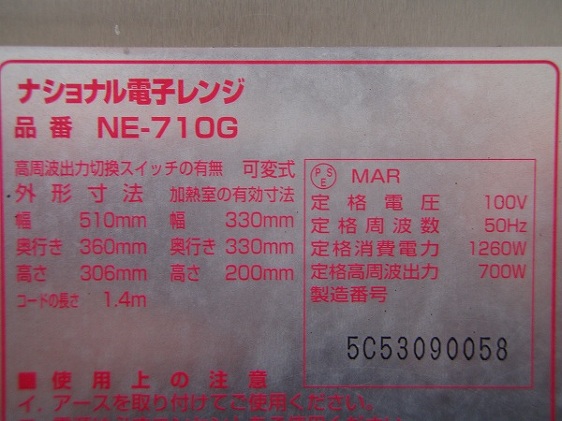 ナショナル電子レンジ
品番 NE-710G
高周波出力切換スイッチの有無 可変式
外形寸法 加熱室の有効寸法
幅 510mm 幅 330mm
奥行き 360mm 奥行き 330mm
高さ 306mm 高さ 200mm
コードの長さ 1.4m
PSE MAR
定格電圧 100V
定格周波数 50Hz
定格消費電力 1260W
定格高周波出力 700W
製造番号
5C53090058
■使用上の注意
イ.アースを取り付けてご使用ください。